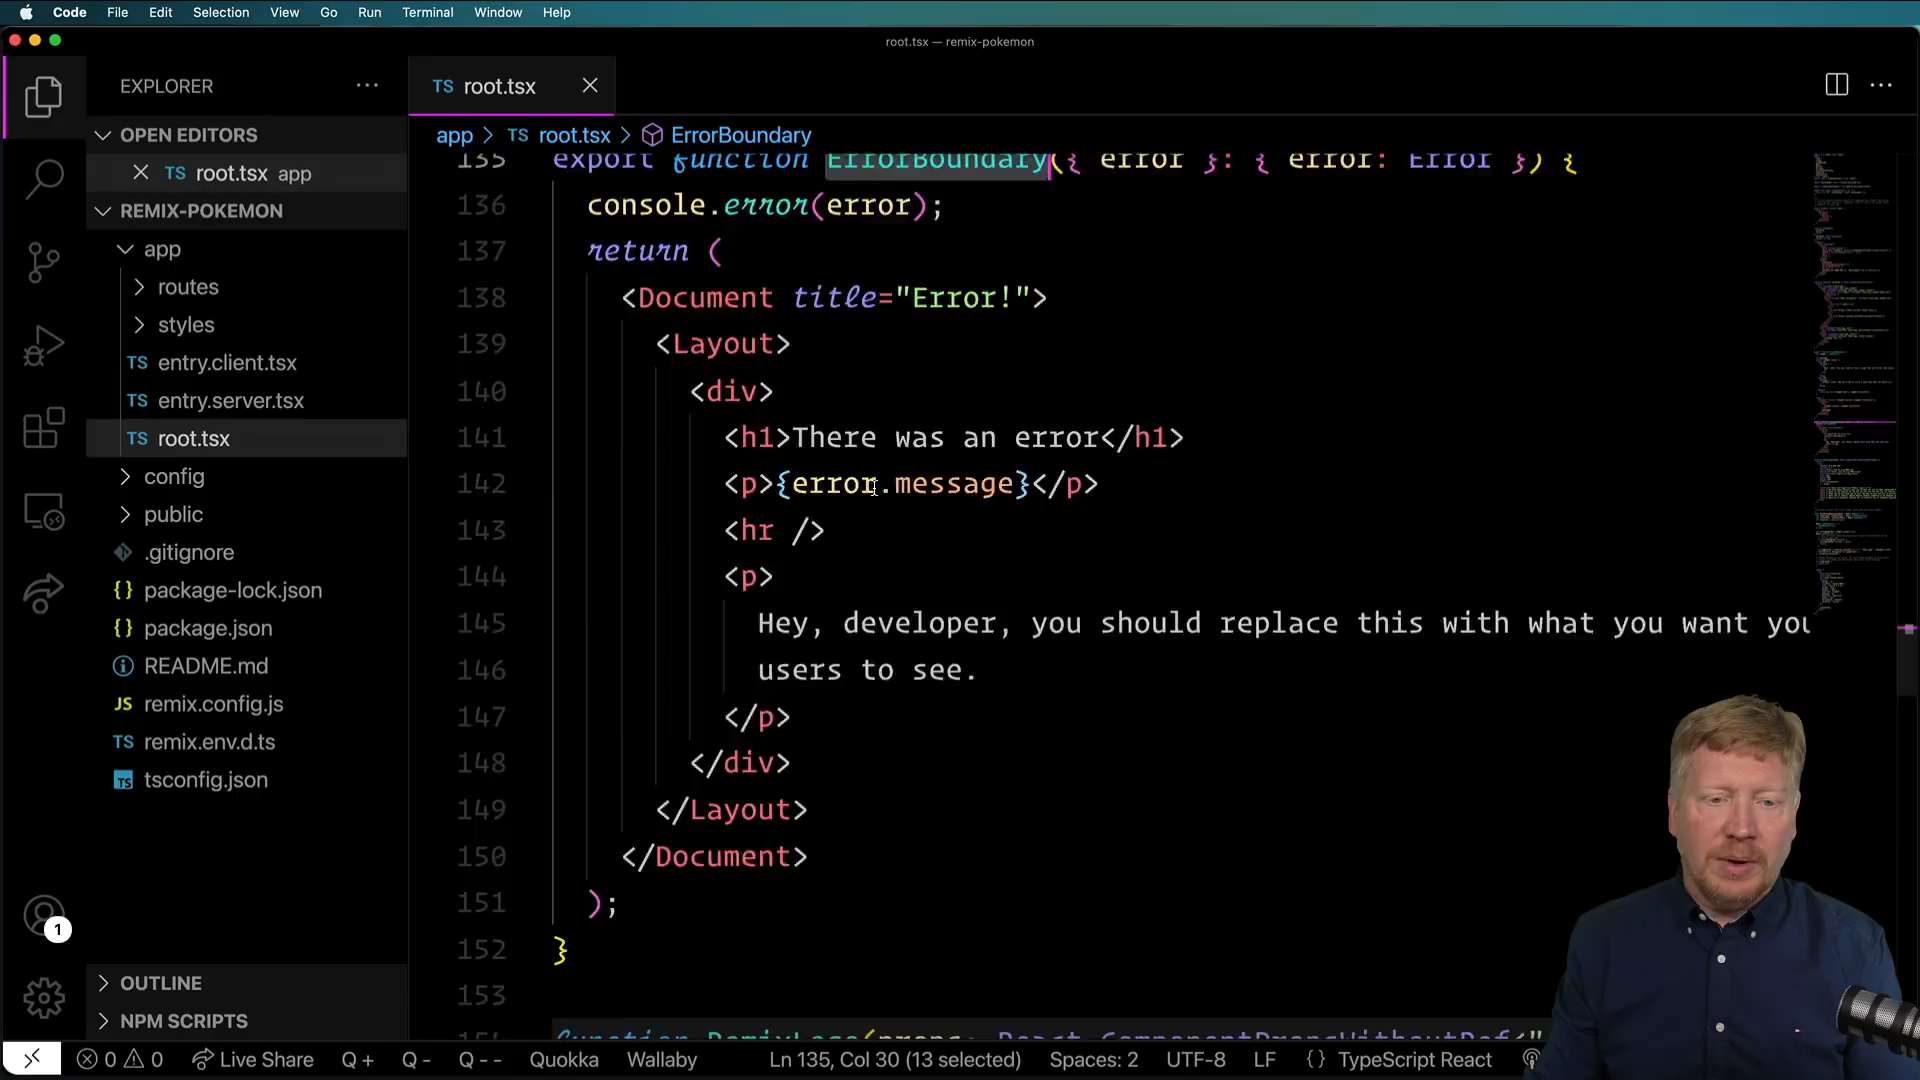 Code File Edit Selection View Go Run Terminal Window Help
root.tsx — remix-pokemon
EXPLORER
OPEN EDITORS
TS root.tsx app
REMIX-POKEMON
app
routes
styles
TS entry.client.tsx
TS entry.server.tsx
TS root.tsx
config
public
.gitignore
{} package-lock.json
{} package.json
README.md
JS remix.config.js
TS remix.env.d.ts
TS tsconfig.json
OUTLINE
NPM SCRIPTS
1
TS root.tsx
app > TS root.tsx > ErrorBoundary
135 export function ErrorBoundary({ error }: { error: Error }) {
136 console.error(error);
137 return (
138 <Document title="Error!">
139 <Layout>
140 <div>
141 <h1>There was an error</h1>
142 <p>{error.message}</p>
143 <hr />
144 <p>
145 Hey, developer, you should replace this with what you want you
146 users to see.
147 </p>
148 </div>
149 </Layout>
150 </Document>
151 );
152 }
153
0 0 Live Share Q + Q - Q -- Quokka Wallaby Ln 135, Col 30 (13 selected) Spaces: 2 UTF-8 LF {} TypeScript React